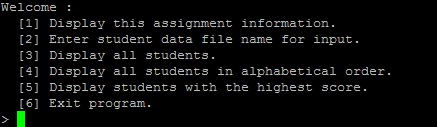 Welcome :
[1] Display this assignment information.
[2] Enter student data file name for input.
[3] Display all students.
[4] Display all students in alphabetical order.
[5] Display students with the highest score.
[6] Exit program.
>